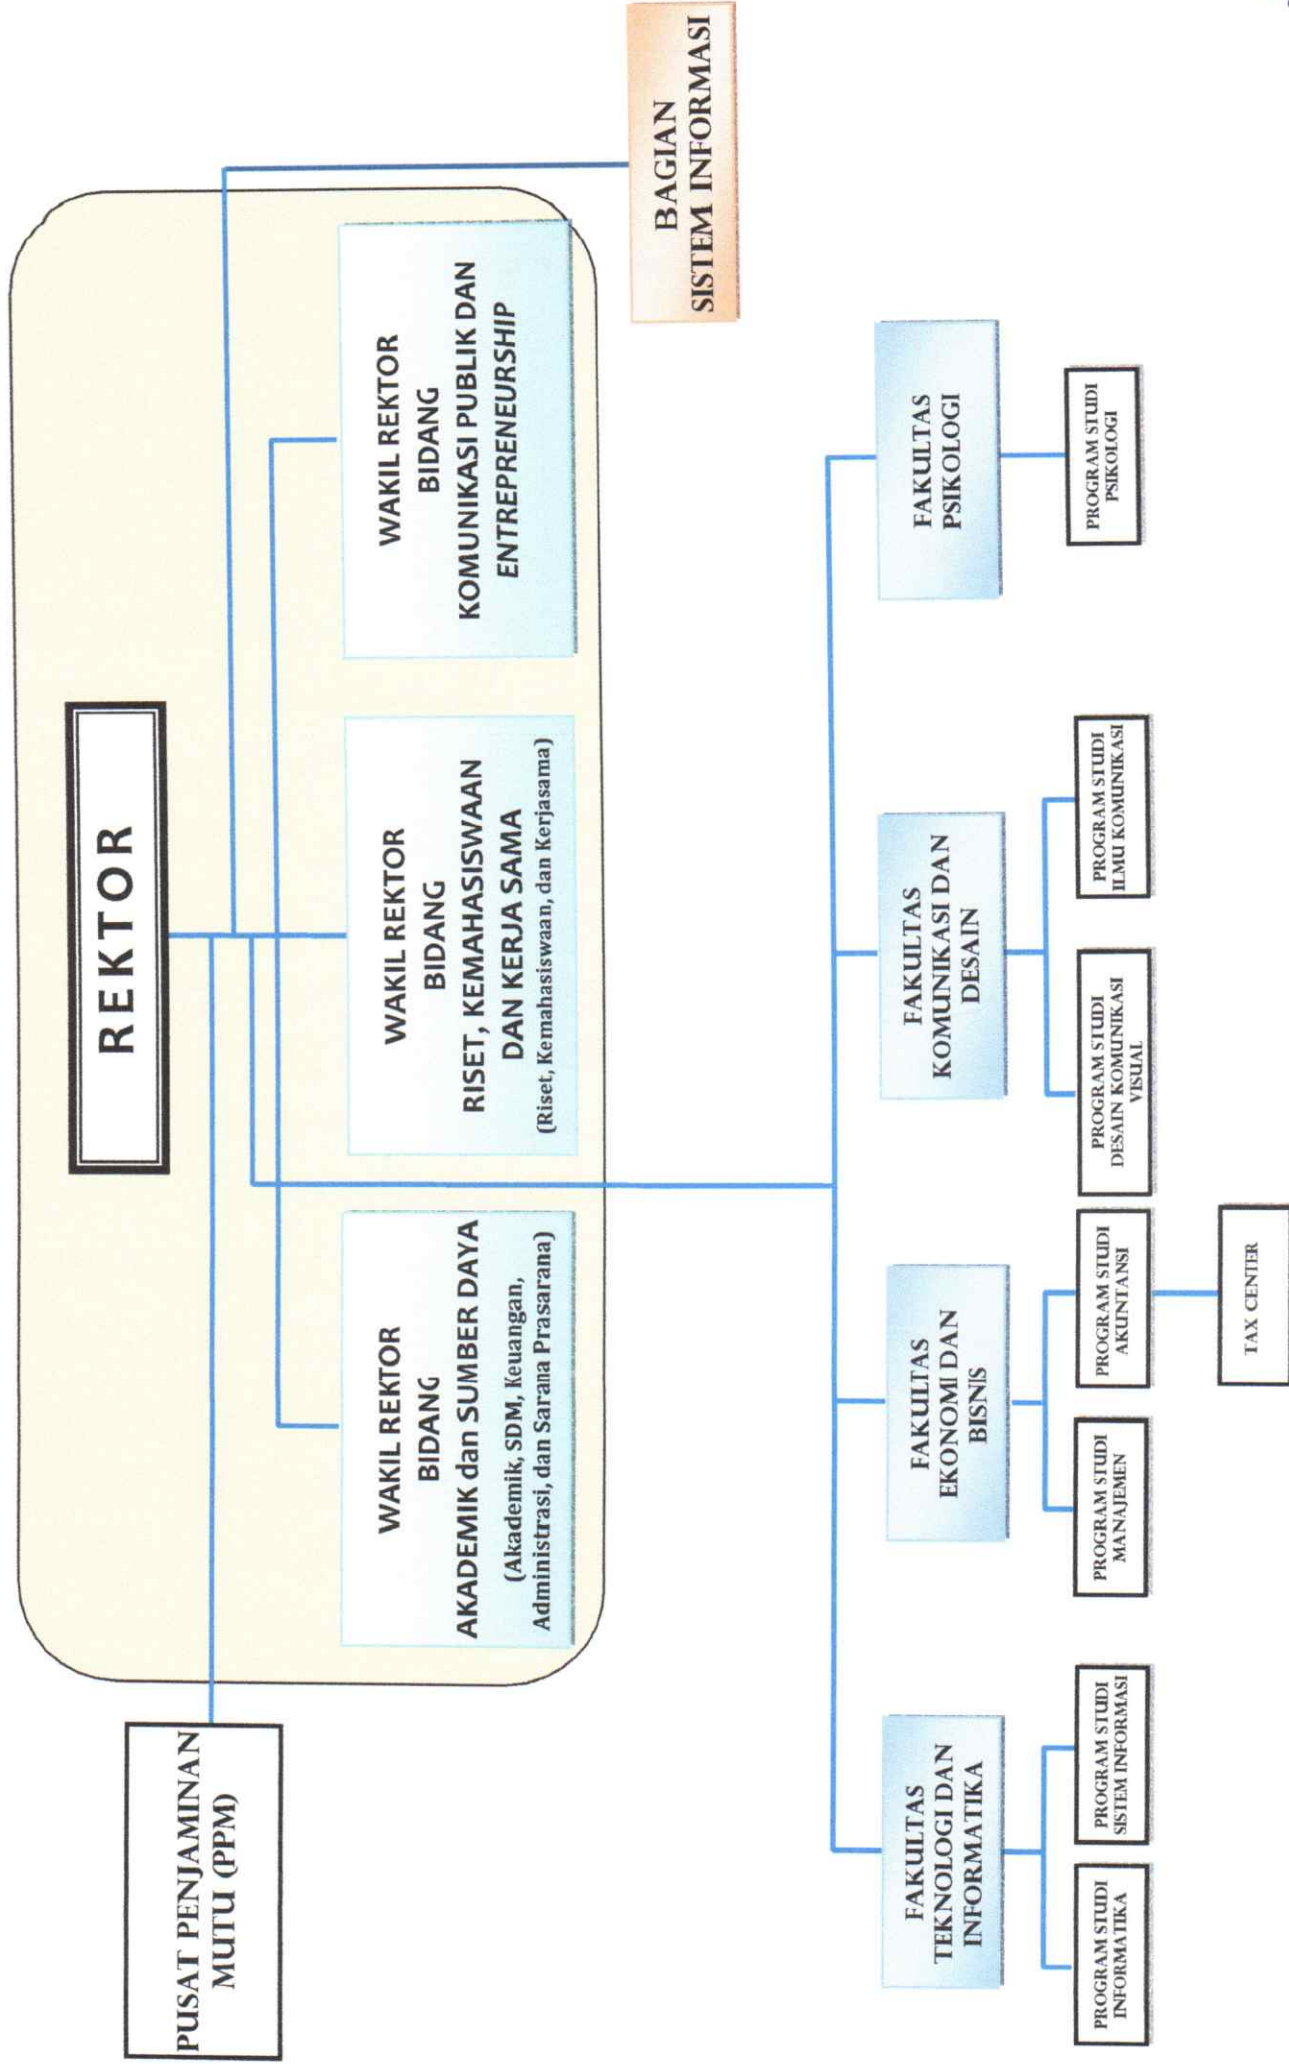 REKTOR
PUSAT PENJAMINAN
MUTU (PPM)
WAKIL REKTOR
BIDANG
AKADEMIK dan SUMBER DAYA
(Akademik, SDM, Keuangan,
Administrasi, dan Sarana Prasarana)
WAKIL REKTOR
BIDANG
RISET, KEMAHASISWAAN
DAN KERJA SAMA
(Riset, Kemahasiswaan, dan Kerjasama)
WAKIL REKTOR
BIDANG
KOMUNIKASI PUBLIK DAN
ENTREPRENEURSHIP
BAGIAN
SISTEM INFORMASI
FAKULTAS
TEKNOLOGI DAN
INFORMATIKA
FAKULTAS
EKONOMI DAN
BISNIS
FAKULTAS
KOMUNIKASI DAN
DESAIN
FAKULTAS
PSIKOLOGI
PROGRAM STUDI
INFORMATIKA
PROGRAM STUDI
SISTEM INFORMASI
PROGRAM STUDI
MANAJEMEN
PROGRAM STUDI
AKUNTANSI
PROGRAM STUDI
DESAIN KOMUNIKASI
VISUAL
PROGRAM STUDI
ILMU KOMUNIKASI
PROGRAM STUDI
PSIKOLOGI
TAX CENTER